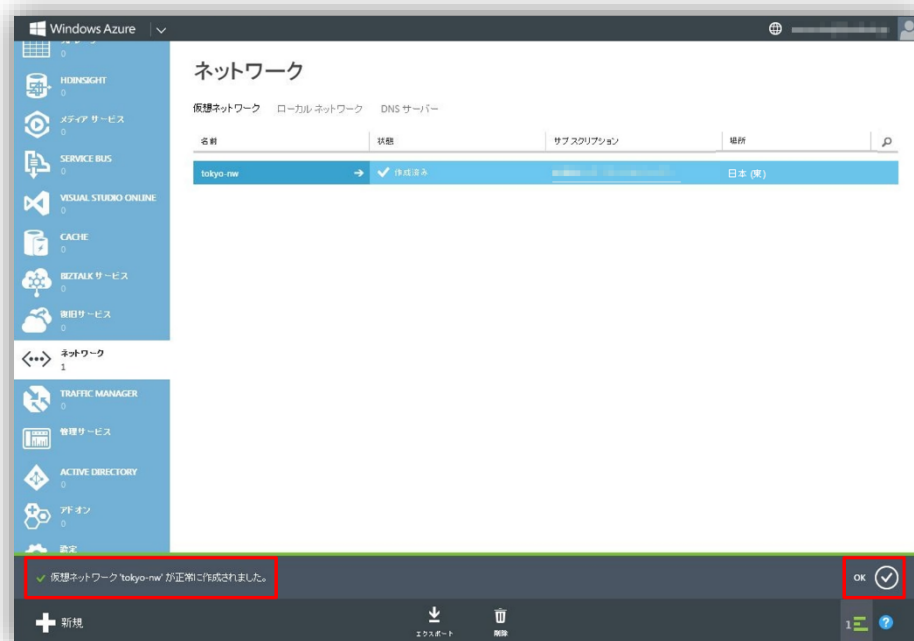 Windows Azure
0
HDINSIGHT
0
メディア サービス
0
SERVICE BUS
0
VISUAL STUDIO ONLINE
0
CACHE
0
BIZTALK サービス
0
復旧サービス
0
ネットワーク
1
TRAFFIC MANAGER
0
管理サービス
ACTIVE DIRECTORY
0
アドオン
0
設定
ネットワーク
仮想ネットワーク ローカル ネットワーク DNS サーバー
名前 状態 サブスクリプション 場所
tokyo-nw 作成済み 日本 (東)
仮想ネットワーク 'tokyo-nw' が正常に作成されました。
OK
新規 エクスポート 削除 1